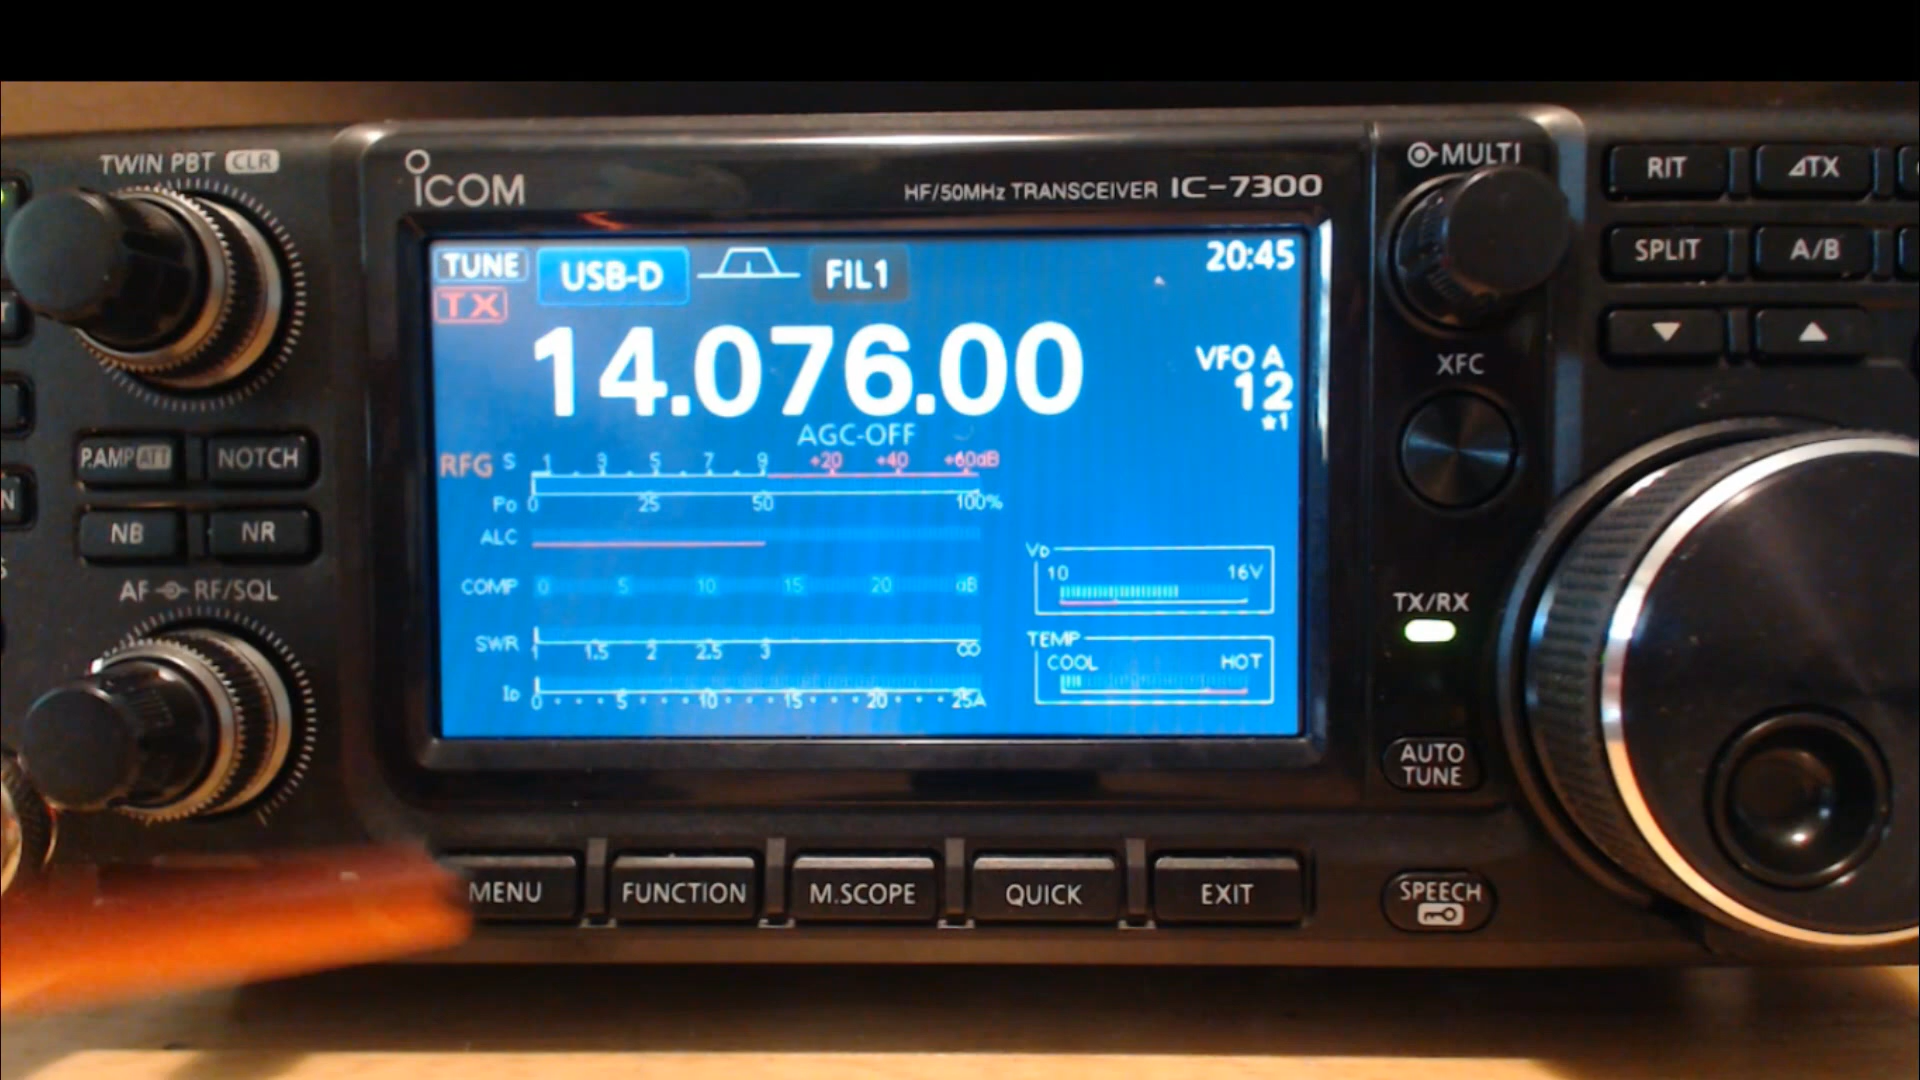 TWIN PBT CLR
ICOM
HF/50MHz TRANSCEIVER IC-7300
MULTI
RIT
⊿TX
TUNE
USB-D
FIL1
20:45
TX
14.076.00
VFO A
12
★1
SPLIT
A/B
▼
▲
XFC
AGC-OFF
P.AMP ATT
NOTCH
RFG
S 1 3 5 7 9 +20 +40 +60dB
Po 0 25 50 100%
NB
NR
ALC
VD
10 16V
COMP 0 5 10 15 20 dB
AF RF/SQL
TX/RX
SWR 1 1.5 2 2.5 3 ∞
TEMP
COOL HOT
ID 0 5 10 15 20 25A
AUTO
TUNE
MENU
FUNCTION
M.SCOPE
QUICK
EXIT
SPEECH